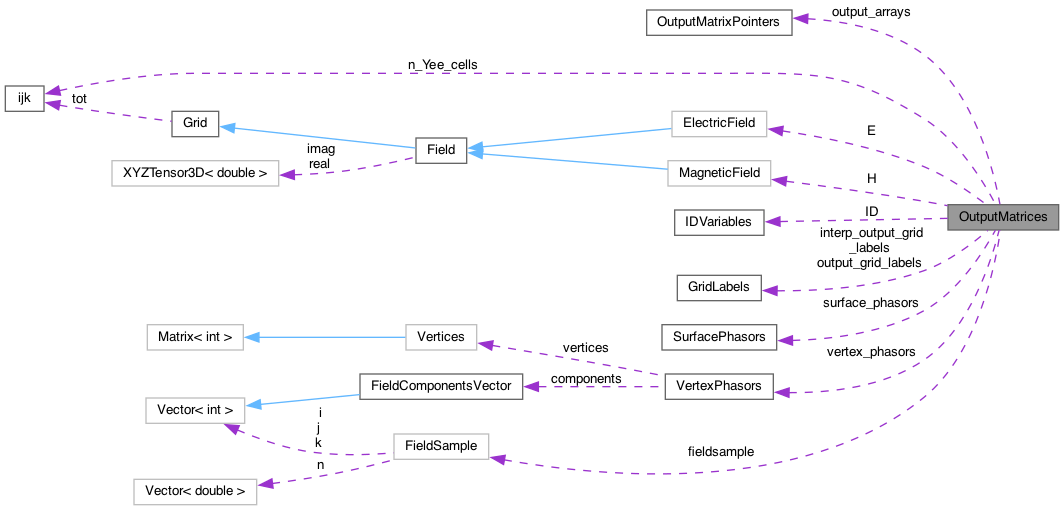 output_arrays
OutputMatrixPointers
n_Yee_cells
ijk
tot
Grid
ElectricField
E
imag
real
Field
XYZTensor3D< double >
MagneticField
H
OutputMatrices
ID
IDVariables
interp_output_grid
_labels
output_grid_labels
GridLabels
surface_phasors
SurfacePhasors
Matrix< int >
Vertices
vertices
vertex_phasors
FieldComponentsVector
components
VertexPhasors
Vector< int >
i
j
k
FieldSample
fieldsample
n
Vector< double >